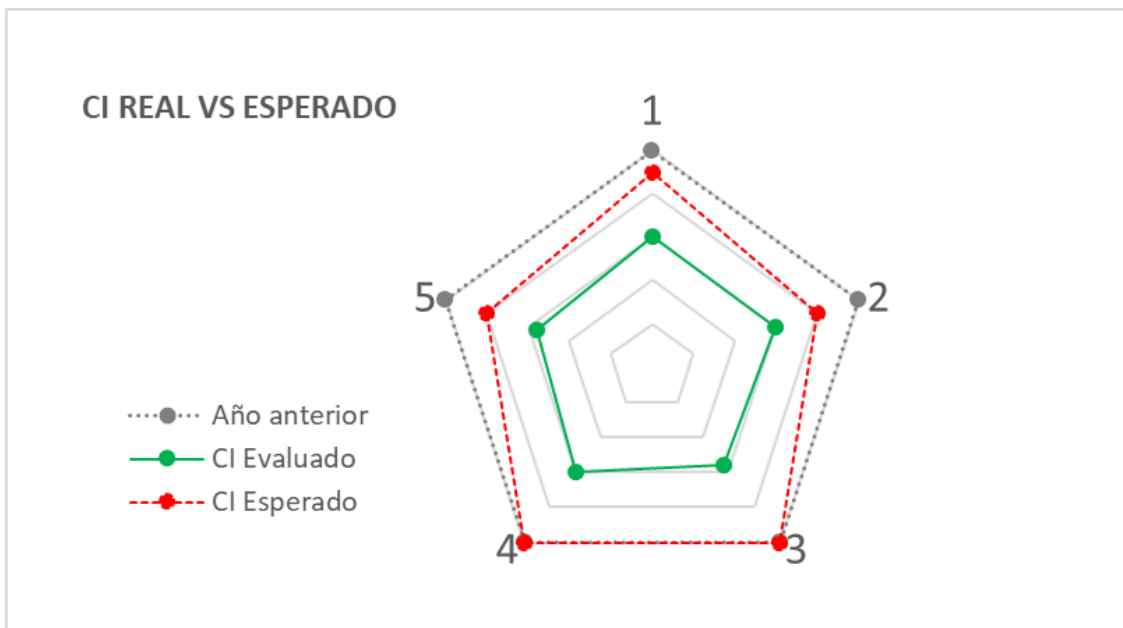 CI REAL VS ESPERADO
1
5
2
Año anterior
CI Evaluado
CI Esperado
4
3